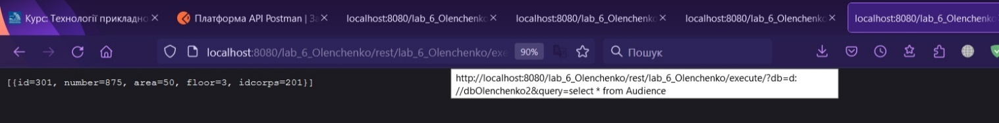 Курс: Технології прикладно
Платформа API Postman | За
localhost:8080/lab_6_Olenchenko
localhost:8080/lab_6_Olenchenko
localhost:8080/lab_6_Olenchenko
localhost:8080/lab_6_Olenchenko
localhost:8080/lab_6_Olenchenko/rest/lab_6_Olenchenko/exe
90%
Пошук
[{id=301, number=875, area=50, floor=3, idcorps=201}]
http://localhost:8080/lab_6_Olenchenko/rest/lab_6_Olenchenko/execute/?db=d:
//dbOlenchenko2&query=select * from Audience